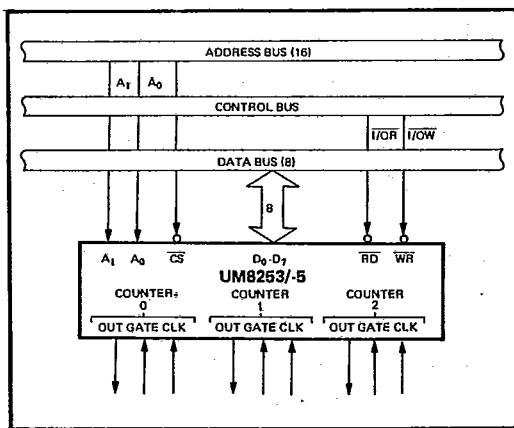 ADDRESS BUS (16)
A₁ A₀
CONTROL BUS
I/OR I/OW
DATA BUS (8)
8
A₁ A₀ CS D₀-D₇ RD WR
UM8253/-5
COUNTER COUNTER COUNTER
0 1 2
OUT GATE CLK OUT GATE CLK OUT GATE CLK